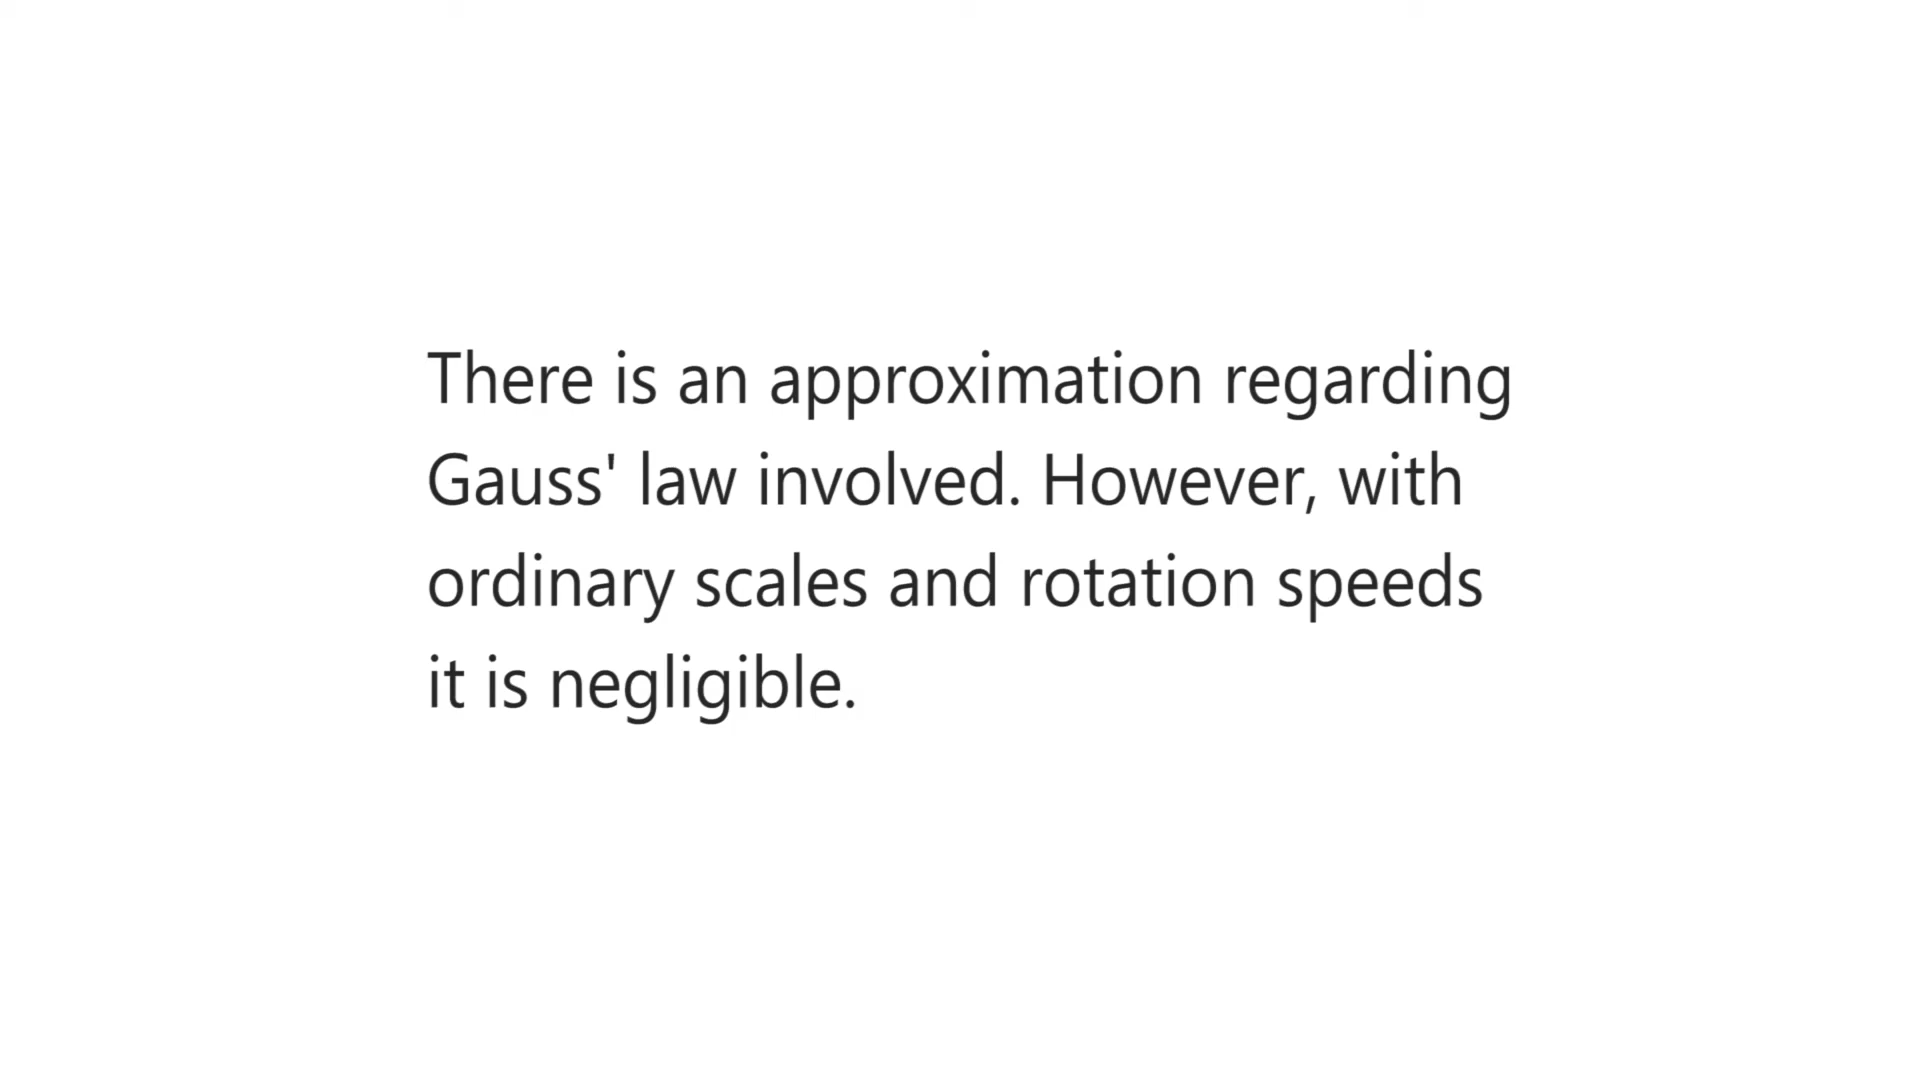 There is an approximation regarding
Gauss' law involved. However, with
ordinary scales and rotation speeds
it is negligible.